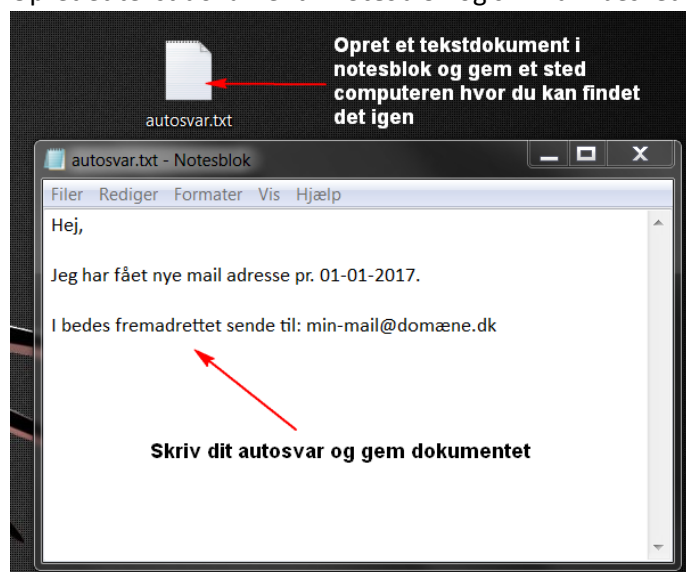 Opret et tekstdokument i
notesblok og gem et sted
computeren hvor du kan findet
det igen
autosvar.txt
autosvar.txt - Notesblok
Filer Rediger Formater Vis Hjælp
Hej,
Jeg har fået nye mail adresse pr. 01-01-2017.
I bedes fremadrettet sende til: min-mail@domæne.dk
Skriv dit autosvar og gem dokumentet